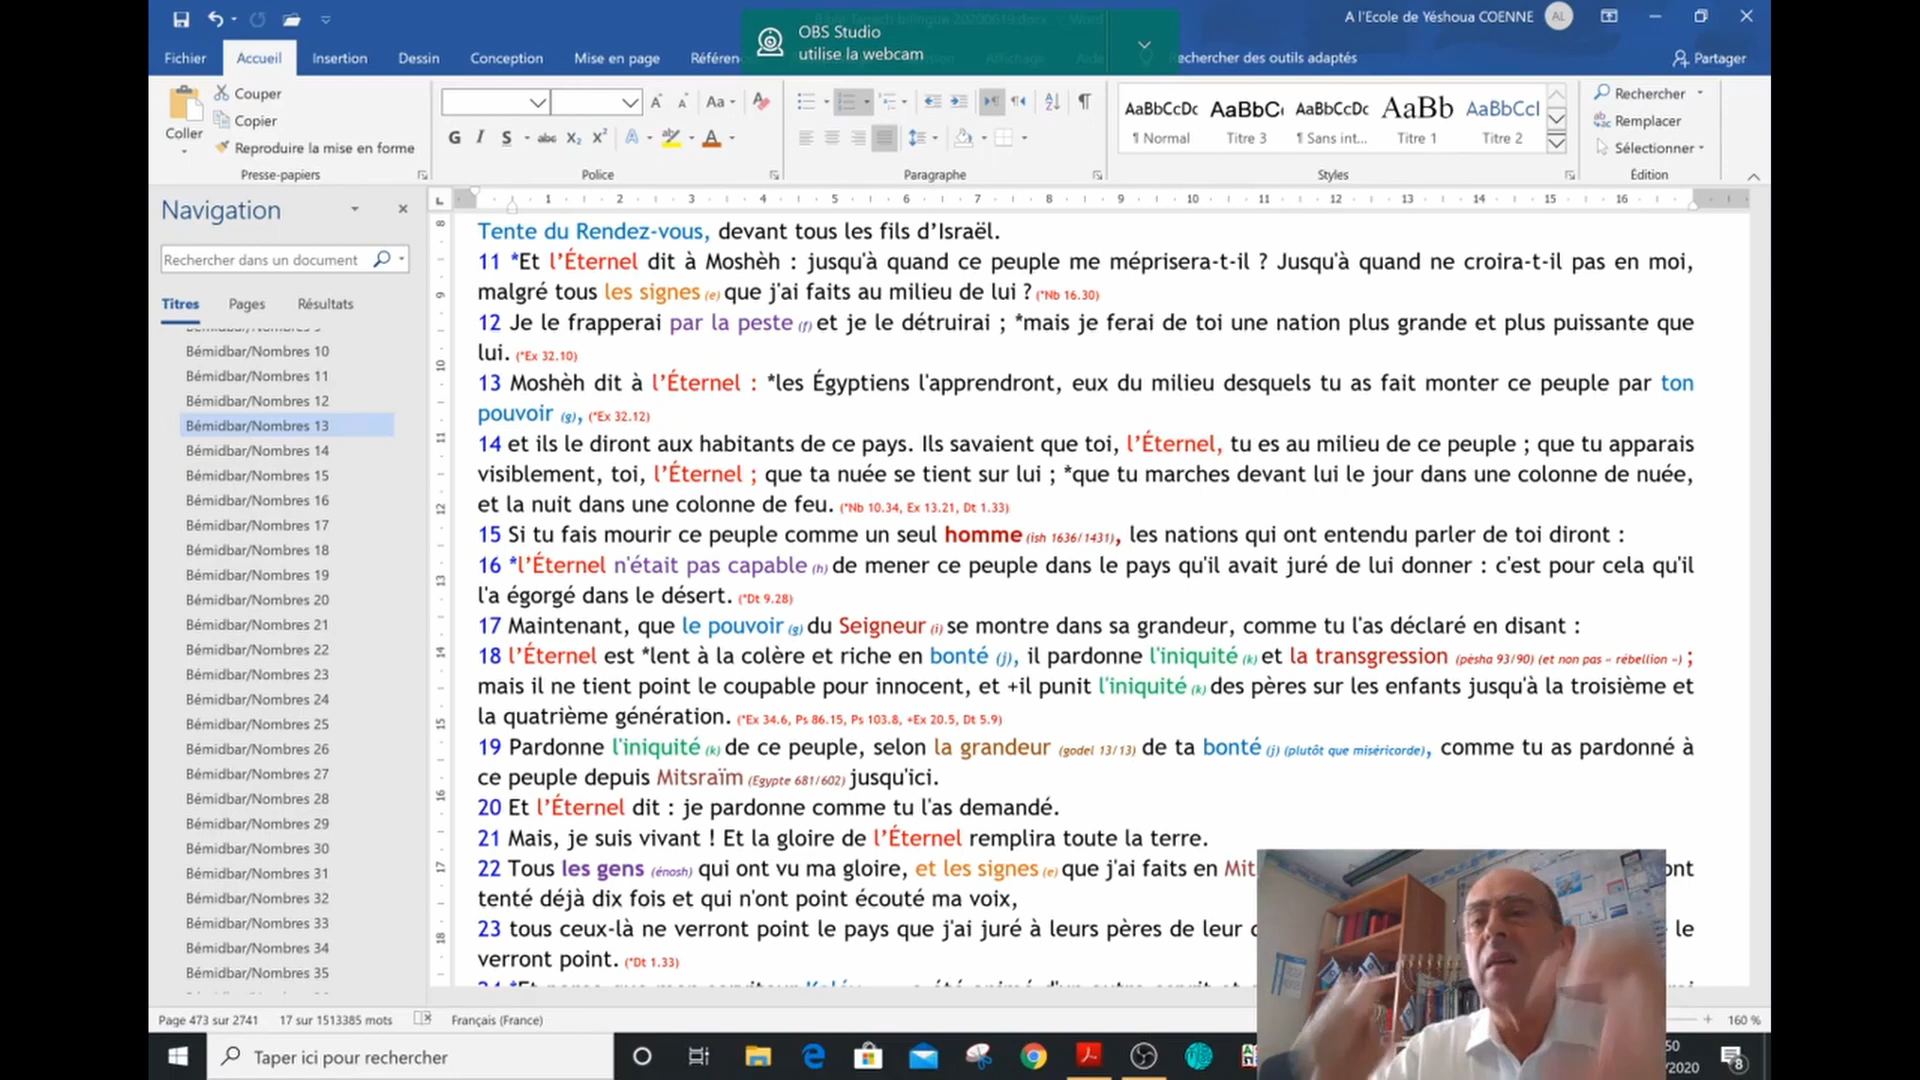 A l'Ecole de Yéshoua COENNE
AL
OBS Studio
utilise la webcam
Fichier
Accueil
Insertion
Dessin
Conception
Mise en page
Référen
Rechercher des outils adaptés
Partager
Coller
Couper
Copier
Reproduire la mise en forme
Presse-papiers
Police
Paragraphe
AaBbCcDc
AaBbC
AaBbCcDc
AaBb
AaBbCcI
¶ Normal
Titre 3
¶ Sans int...
Titre 1
Titre 2
Styles
Rechercher
Remplacer
Sélectionner
Édition
Navigation
Rechercher dans un document
Titres
Pages
Résultats
Bémidbar/Nombres 10
Bémidbar/Nombres 11
Bémidbar/Nombres 12
Bémidbar/Nombres 13
Bémidbar/Nombres 14
Bémidbar/Nombres 15
Bémidbar/Nombres 16
Bémidbar/Nombres 17
Bémidbar/Nombres 18
Bémidbar/Nombres 19
Bémidbar/Nombres 20
Bémidbar/Nombres 21
Bémidbar/Nombres 22
Bémidbar/Nombres 23
Bémidbar/Nombres 24
Bémidbar/Nombres 25
Bémidbar/Nombres 26
Bémidbar/Nombres 27
Bémidbar/Nombres 28
Bémidbar/Nombres 29
Bémidbar/Nombres 30
Bémidbar/Nombres 31
Bémidbar/Nombres 32
Bémidbar/Nombres 33
Bémidbar/Nombres 34
Bémidbar/Nombres 35
Tente du Rendez-vous, devant tous les fils d'Israël.
11 *Et l'Éternel dit à Moshèh : jusqu'à quand ce peuple me méprisera-t-il ? Jusqu'à quand ne croira-t-il pas en moi,
malgré tous les signes (e) que j'ai faits au milieu de lui ? (*Nb 16.30)
12 Je le frapperai par la peste (f) et je le détruirai ; *mais je ferai de toi une nation plus grande et plus puissante que
lui. (*Ex 32.10)
13 Moshèh dit à l'Éternel : *les Égyptiens l'apprendront, eux du milieu desquels tu as fait monter ce peuple par ton
pouvoir (g), (*Ex 32.12)
14 et ils le diront aux habitants de ce pays. Ils savaient que toi, l'Éternel, tu es au milieu de ce peuple ; que tu apparais
visiblement, toi, l'Éternel ; que ta nuée se tient sur lui ; *que tu marches devant lui le jour dans une colonne de nuée,
et la nuit dans une colonne de feu. (*Nb 10.34, Ex 13.21, Dt 1.33)
15 Si tu fais mourir ce peuple comme un seul homme (ish 1636/1431), les nations qui ont entendu parler de toi diront :
16 *l'Éternel n'était pas capable (h) de mener ce peuple dans le pays qu'il avait juré de lui donner : c'est pour cela qu'il
l'a égorgé dans le désert. (*Dt 9.28)
17 Maintenant, que le pouvoir (g) du Seigneur (i) se montre dans sa grandeur, comme tu l'as déclaré en disant :
18 l'Éternel est *lent à la colère et riche en bonté (j), il pardonne l'iniquité (k) et la transgression (pèsha 93/90) (et non pas « rébellion ») ;
mais il ne tient point le coupable pour innocent, et +il punit l'iniquité (k) des pères sur les enfants jusqu'à la troisième et
la quatrième génération. (*Ex 34.6, Ps 86.15, Ps 103.8, +Ex 20.5, Dt 5.9)
19 Pardonne l'iniquité (k) de ce peuple, selon la grandeur (godel 13/13) de ta bonté (j) (plutôt que miséricorde), comme tu as pardonné à
ce peuple depuis Mitsraïm (Egypte 681/602) jusqu'ici.
20 Et l'Éternel dit : je pardonne comme tu l'as demandé.
21 Mais, je suis vivant ! Et la gloire de l'Éternel remplira toute la terre.
22 Tous les gens (énosh) qui ont vu ma gloire, et les signes (e) que j'ai faits en Mit ont
tenté déjà dix fois et qui n'ont point écouté ma voix,
23 tous ceux-là ne verront point le pays que j'ai juré à leurs pères de leur le
verront point. (*Dt 1.33)
Page 473 sur 2741
17 sur 1513385 mots
Français (France)
160 %
Taper ici pour rechercher
50
/2020
8